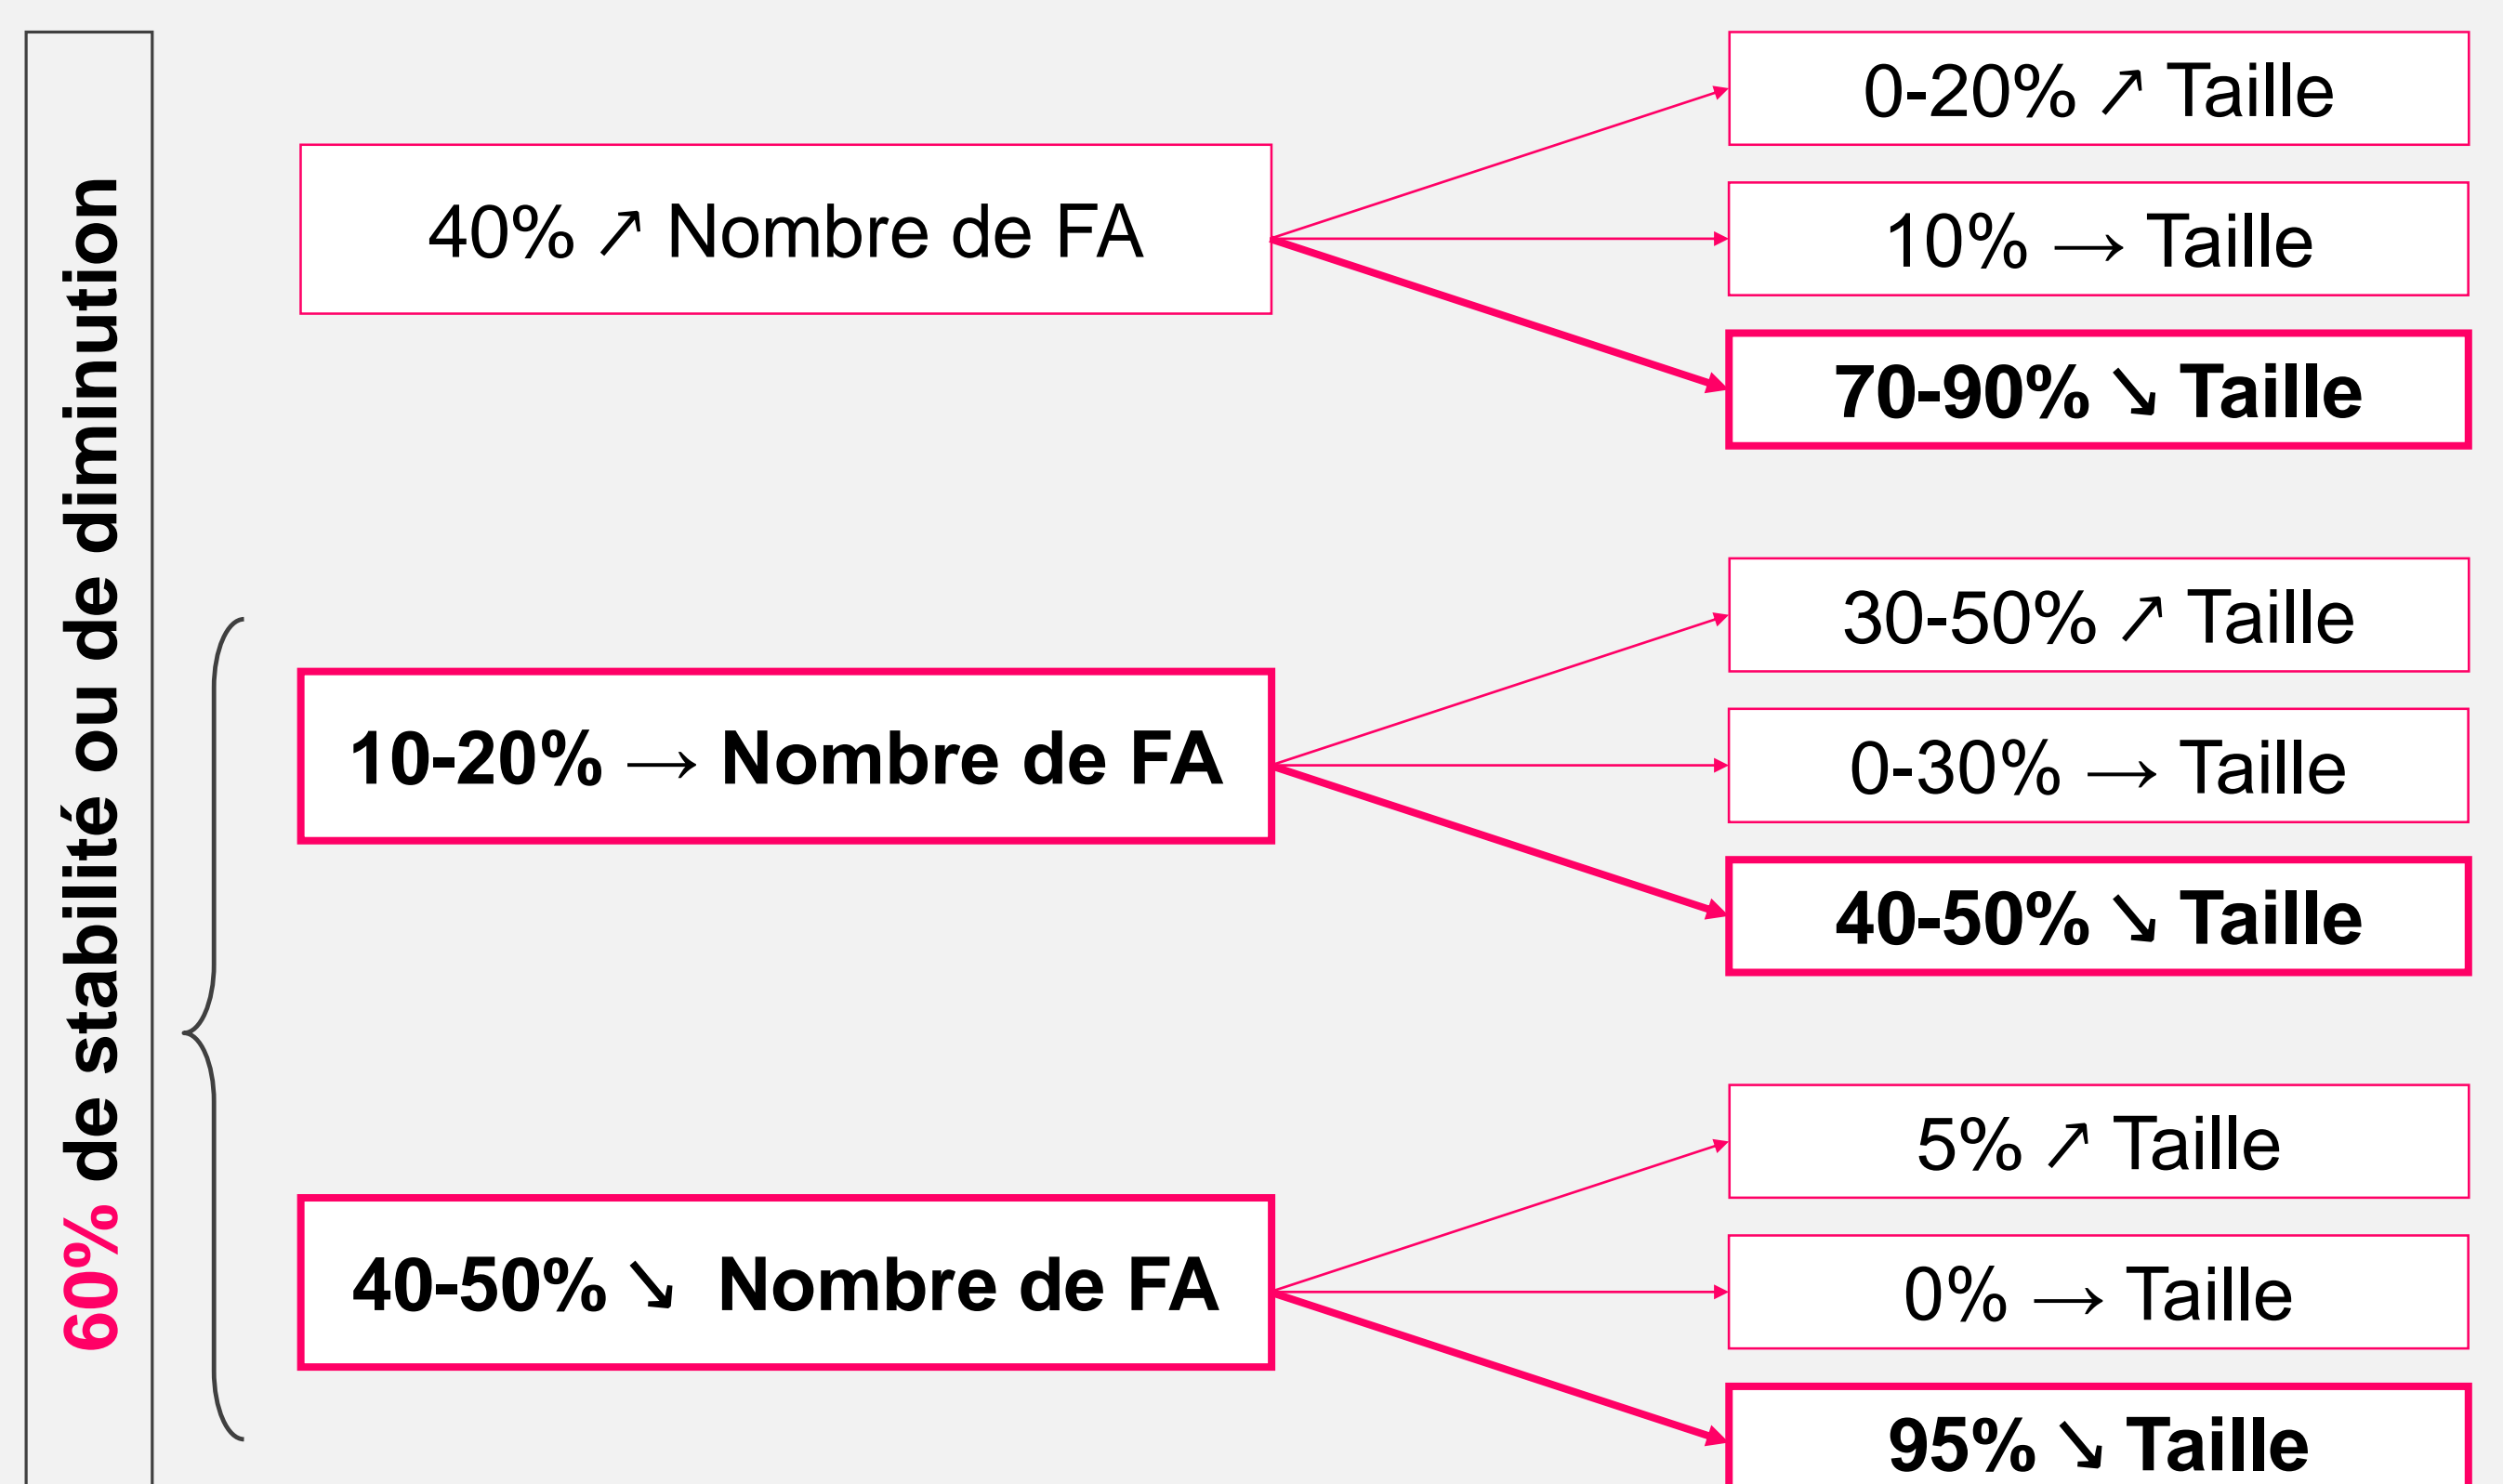 60% de stabilité ou de diminution
40% ↗ Nombre de FA
0-20% ↗ Taille
10% → Taille
70-90% ↘ Taille
10-20% → Nombre de FA
30-50% ↗ Taille
0-30% → Taille
40-50% ↘ Taille
40-50% ↘ Nombre de FA
5% ↗ Taille
0% → Taille
95% ↘ Taille